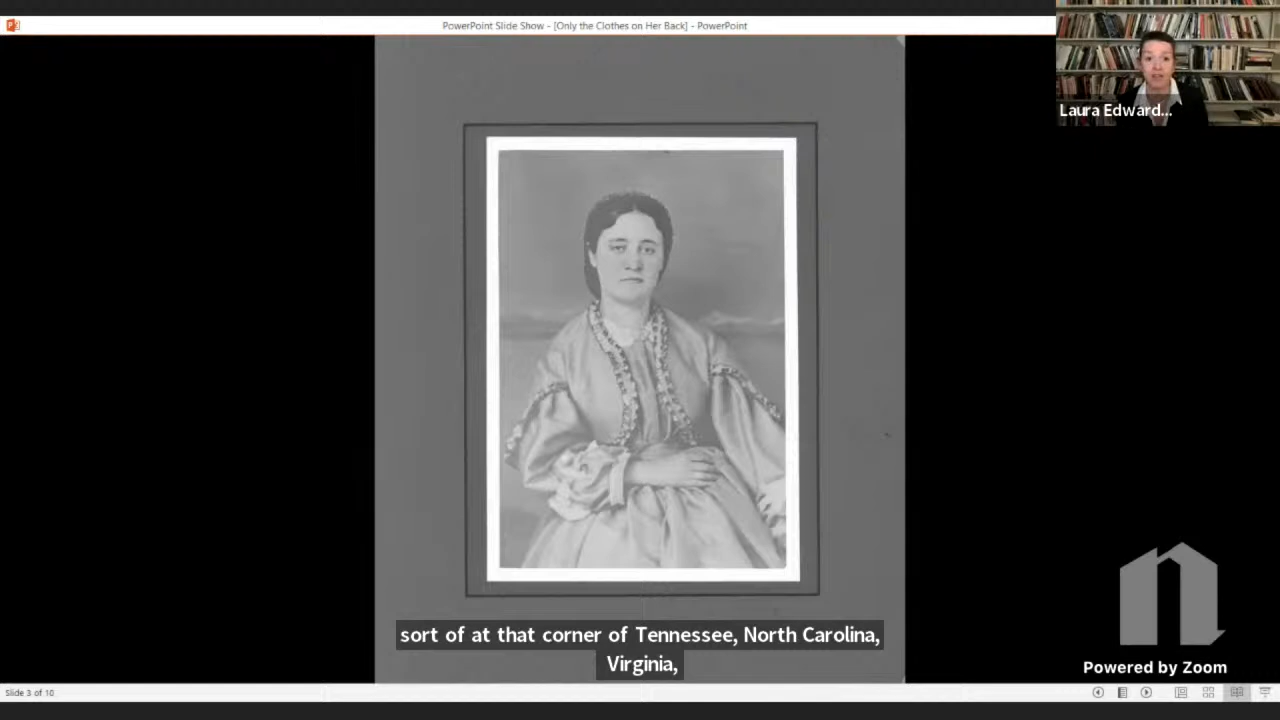 PowerPoint Slide Show - [Only the Clothes on Her Back] - PowerPoint
Laura Edward...
sort of at that corner of Tennessee, North Carolina,
Virginia,
Powered by Zoom
Slide 3 of 10